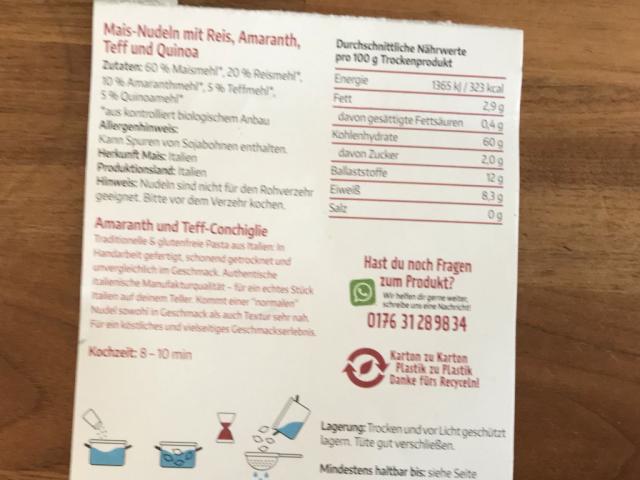 Mais-Nudeln mit Reis, Amaranth,
Teff und Quinoa
Zutaten: 60 % Maismehl*, 20 % Reismehl*,
10 % Amaranthmehl*, 5 % Teffmehl*,
5 % Quinoamehl*
*aus kontrolliert biologischem Anbau
Allergenhinweis:
Kann Spuren von Sojabohnen enthalten.
Herkunft Mais: Italien
Produktionsland: Italien
Hinweis: Nudeln sind nicht für den Rohverzehr
geeignet. Bitte vor dem Verzehr kochen.
Amaranth und Teff-Conchiglie
Traditionelle & glutenfreie Pasta aus Italien: In
Handarbeit gefertigt, schonend getrocknet und
unvergleichlich im Geschmack. Authentische
italienische Manufakturqualität – für ein echtes Stück
Italien auf deinem Teller. Kommt einer "normalen"
Nudel sowohl in Geschmack als auch Textur sehr nah.
Für ein köstliches und vielseitiges Geschmackserlebnis.
Kochzeit: 8 – 10 min
Durchschnittliche Nährwerte
pro 100 g Trockenprodukt
Energie 1365 kJ / 323 kcal
Fett 2,9 g
davon gesättigte Fettsäuren 0,4 g
Kohlenhydrate 60 g
davon Zucker 2,0 g
Ballaststoffe 12 g
Eiweiß 8,3 g
Salz 0 g
Hast du noch Fragen
zum Produkt?
Wir helfen dir gerne weiter,
schreibe uns eine Nachricht!
0176 31 28 98 34
Karton zu Karton
Plastik zu Plastik
Danke fürs Recyceln!
Lagerung: Trocken und vor Licht geschützt
lagern. Tüte gut verschließen.
Mindestens haltbar bis: siehe Seite